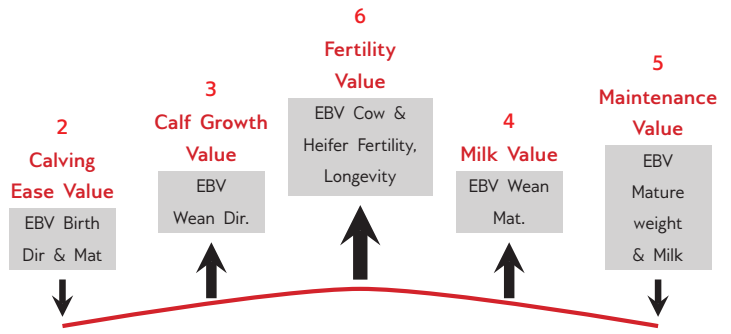 2
Calving
Ease Value
EBV Birth
Dir & Mat
3
Calf Growth
Value
EBV
Wean Dir.
6
Fertility
Value
EBV Cow &
Heifer Fertility,
Longevity
4
Milk Value
EBV Wean
Mat.
5
Maintenance
Value
EBV
Mature
weight
& Milk